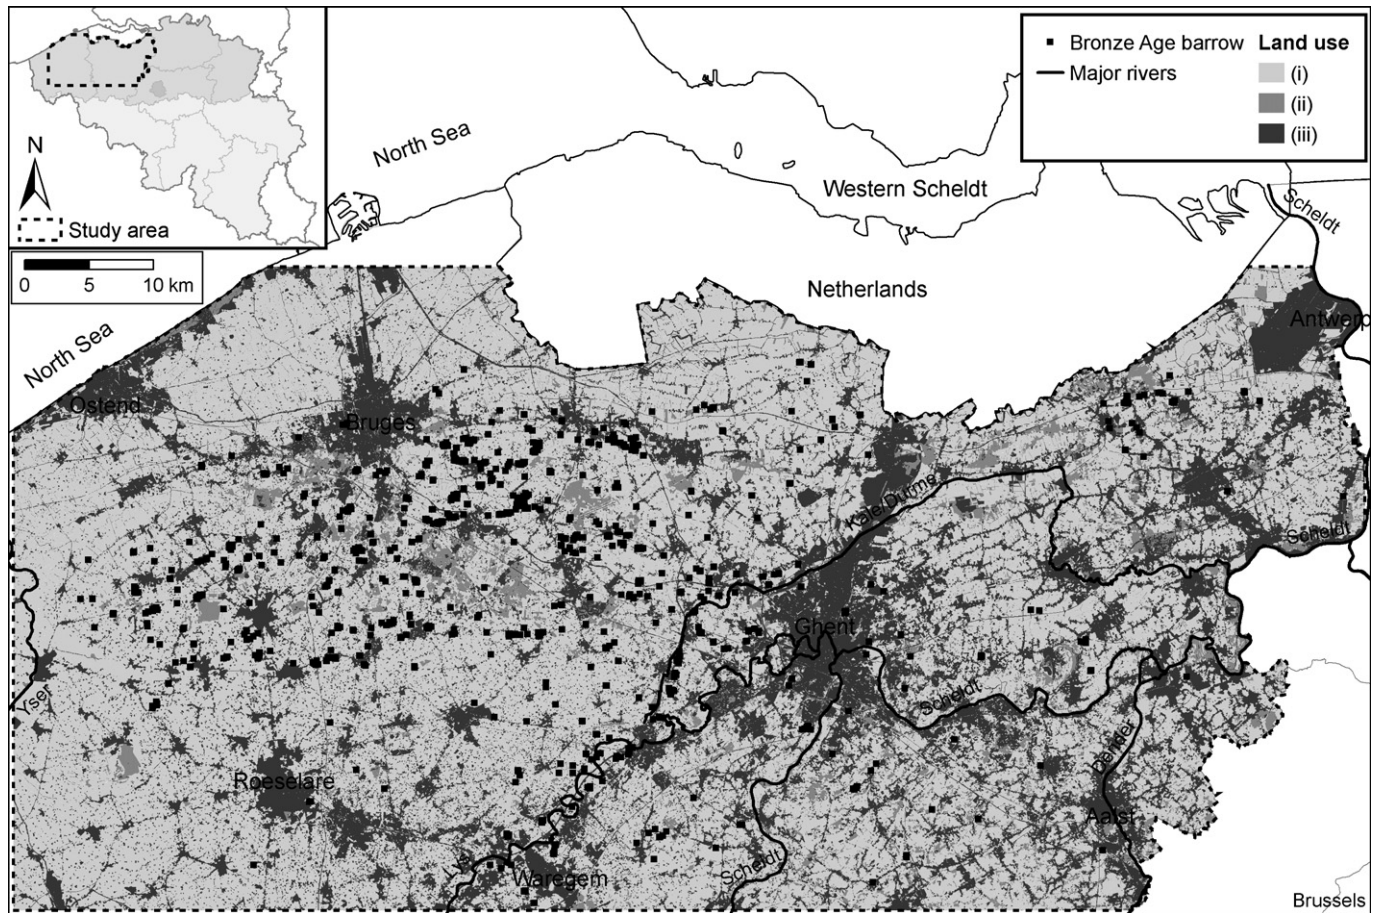 N
Study area
0 5 10 km
Bronze Age barrow
Major rivers
Land use
(i)
(ii)
(iii)
North Sea
Western Scheldt
Scheldt
Netherlands
North Sea
Antwerp
Ostend
Bruges
Kale/Durme
Scheldt
Ghent
Yser
Scheldt
Dender
Roeselare
Aalst
Scheldt
Waregem
Brussels